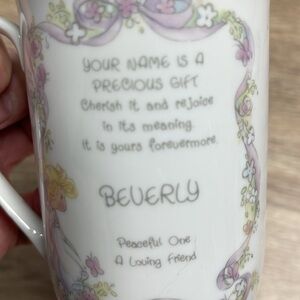 YOUR NAME IS A
PRECIOUS GIFT
Cherish it and rejoice
in its meaning.
It is yours forevermore.
BEVERLY
Peaceful One
A Loving Friend